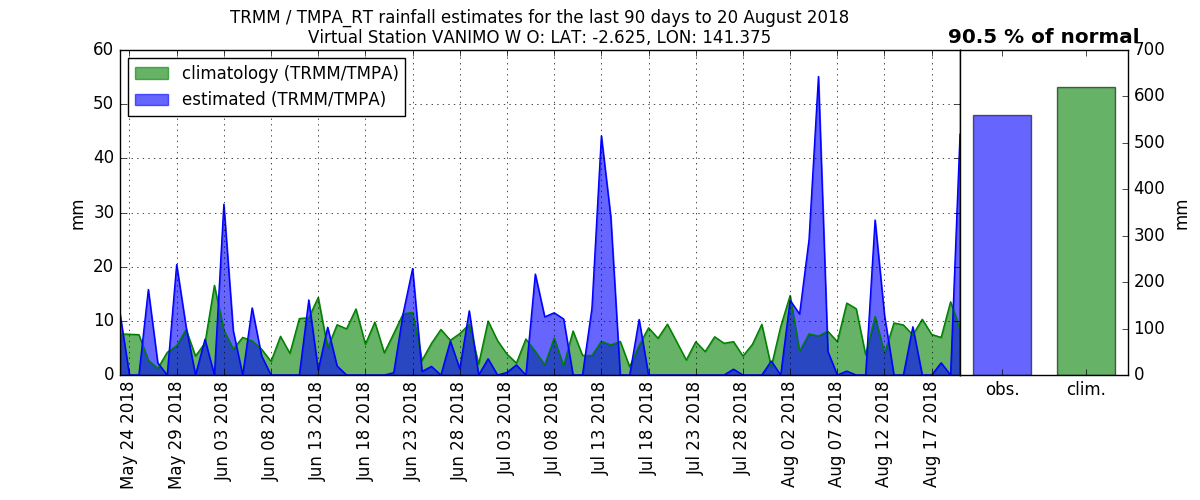 TRMM / TMPA_RT rainfall estimates for the last 90 days to 20 August 2018
Virtual Station VANIMO W O: LAT: -2.625, LON: 141.375
90.5 % of normal
climatology (TRMM/TMPA)
estimated (TRMM/TMPA)
60
50
40
30
20
10
0
mm
700
600
500
400
300
200
100
0
mm
May 24 2018
May 29 2018
Jun 03 2018
Jun 08 2018
Jun 13 2018
Jun 18 2018
Jun 23 2018
Jun 28 2018
Jul 03 2018
Jul 08 2018
Jul 13 2018
Jul 18 2018
Jul 23 2018
Jul 28 2018
Aug 02 2018
Aug 07 2018
Aug 12 2018
Aug 17 2018
obs.
clim.